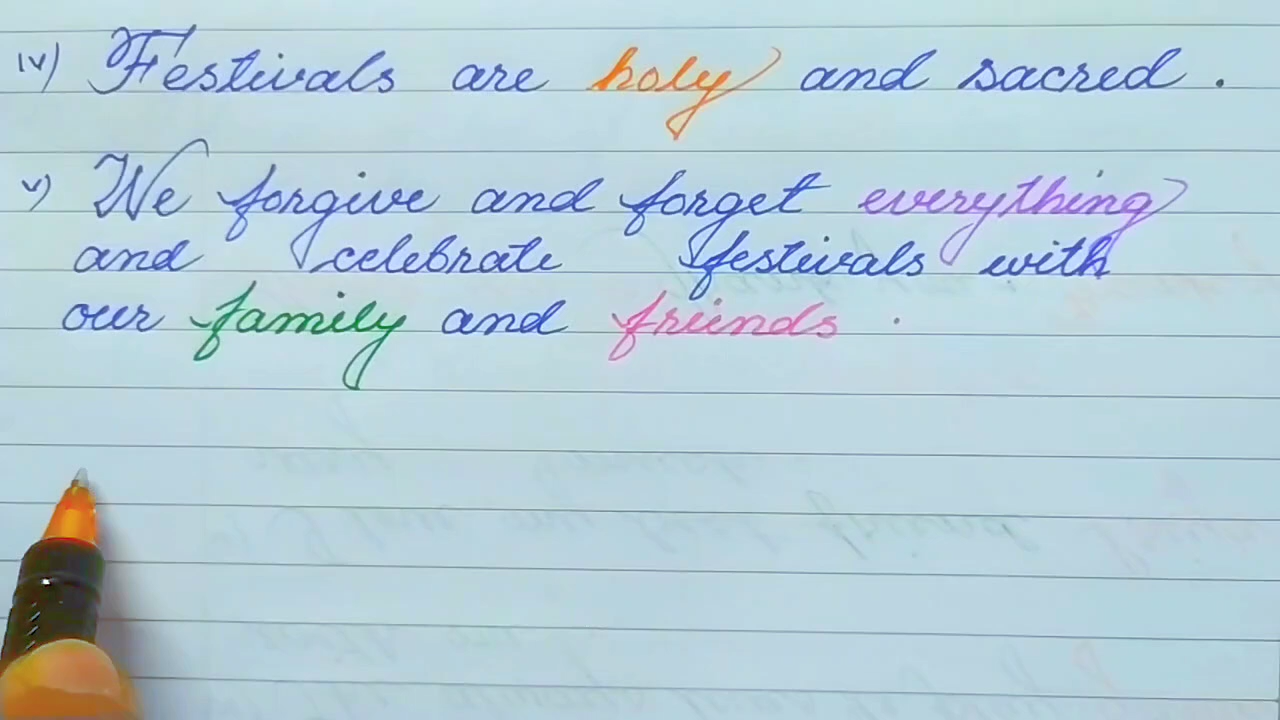 iv) Festivals are holy and sacred.
v) We forgive and forget everything
and celebrate festivals with
our family and friends.